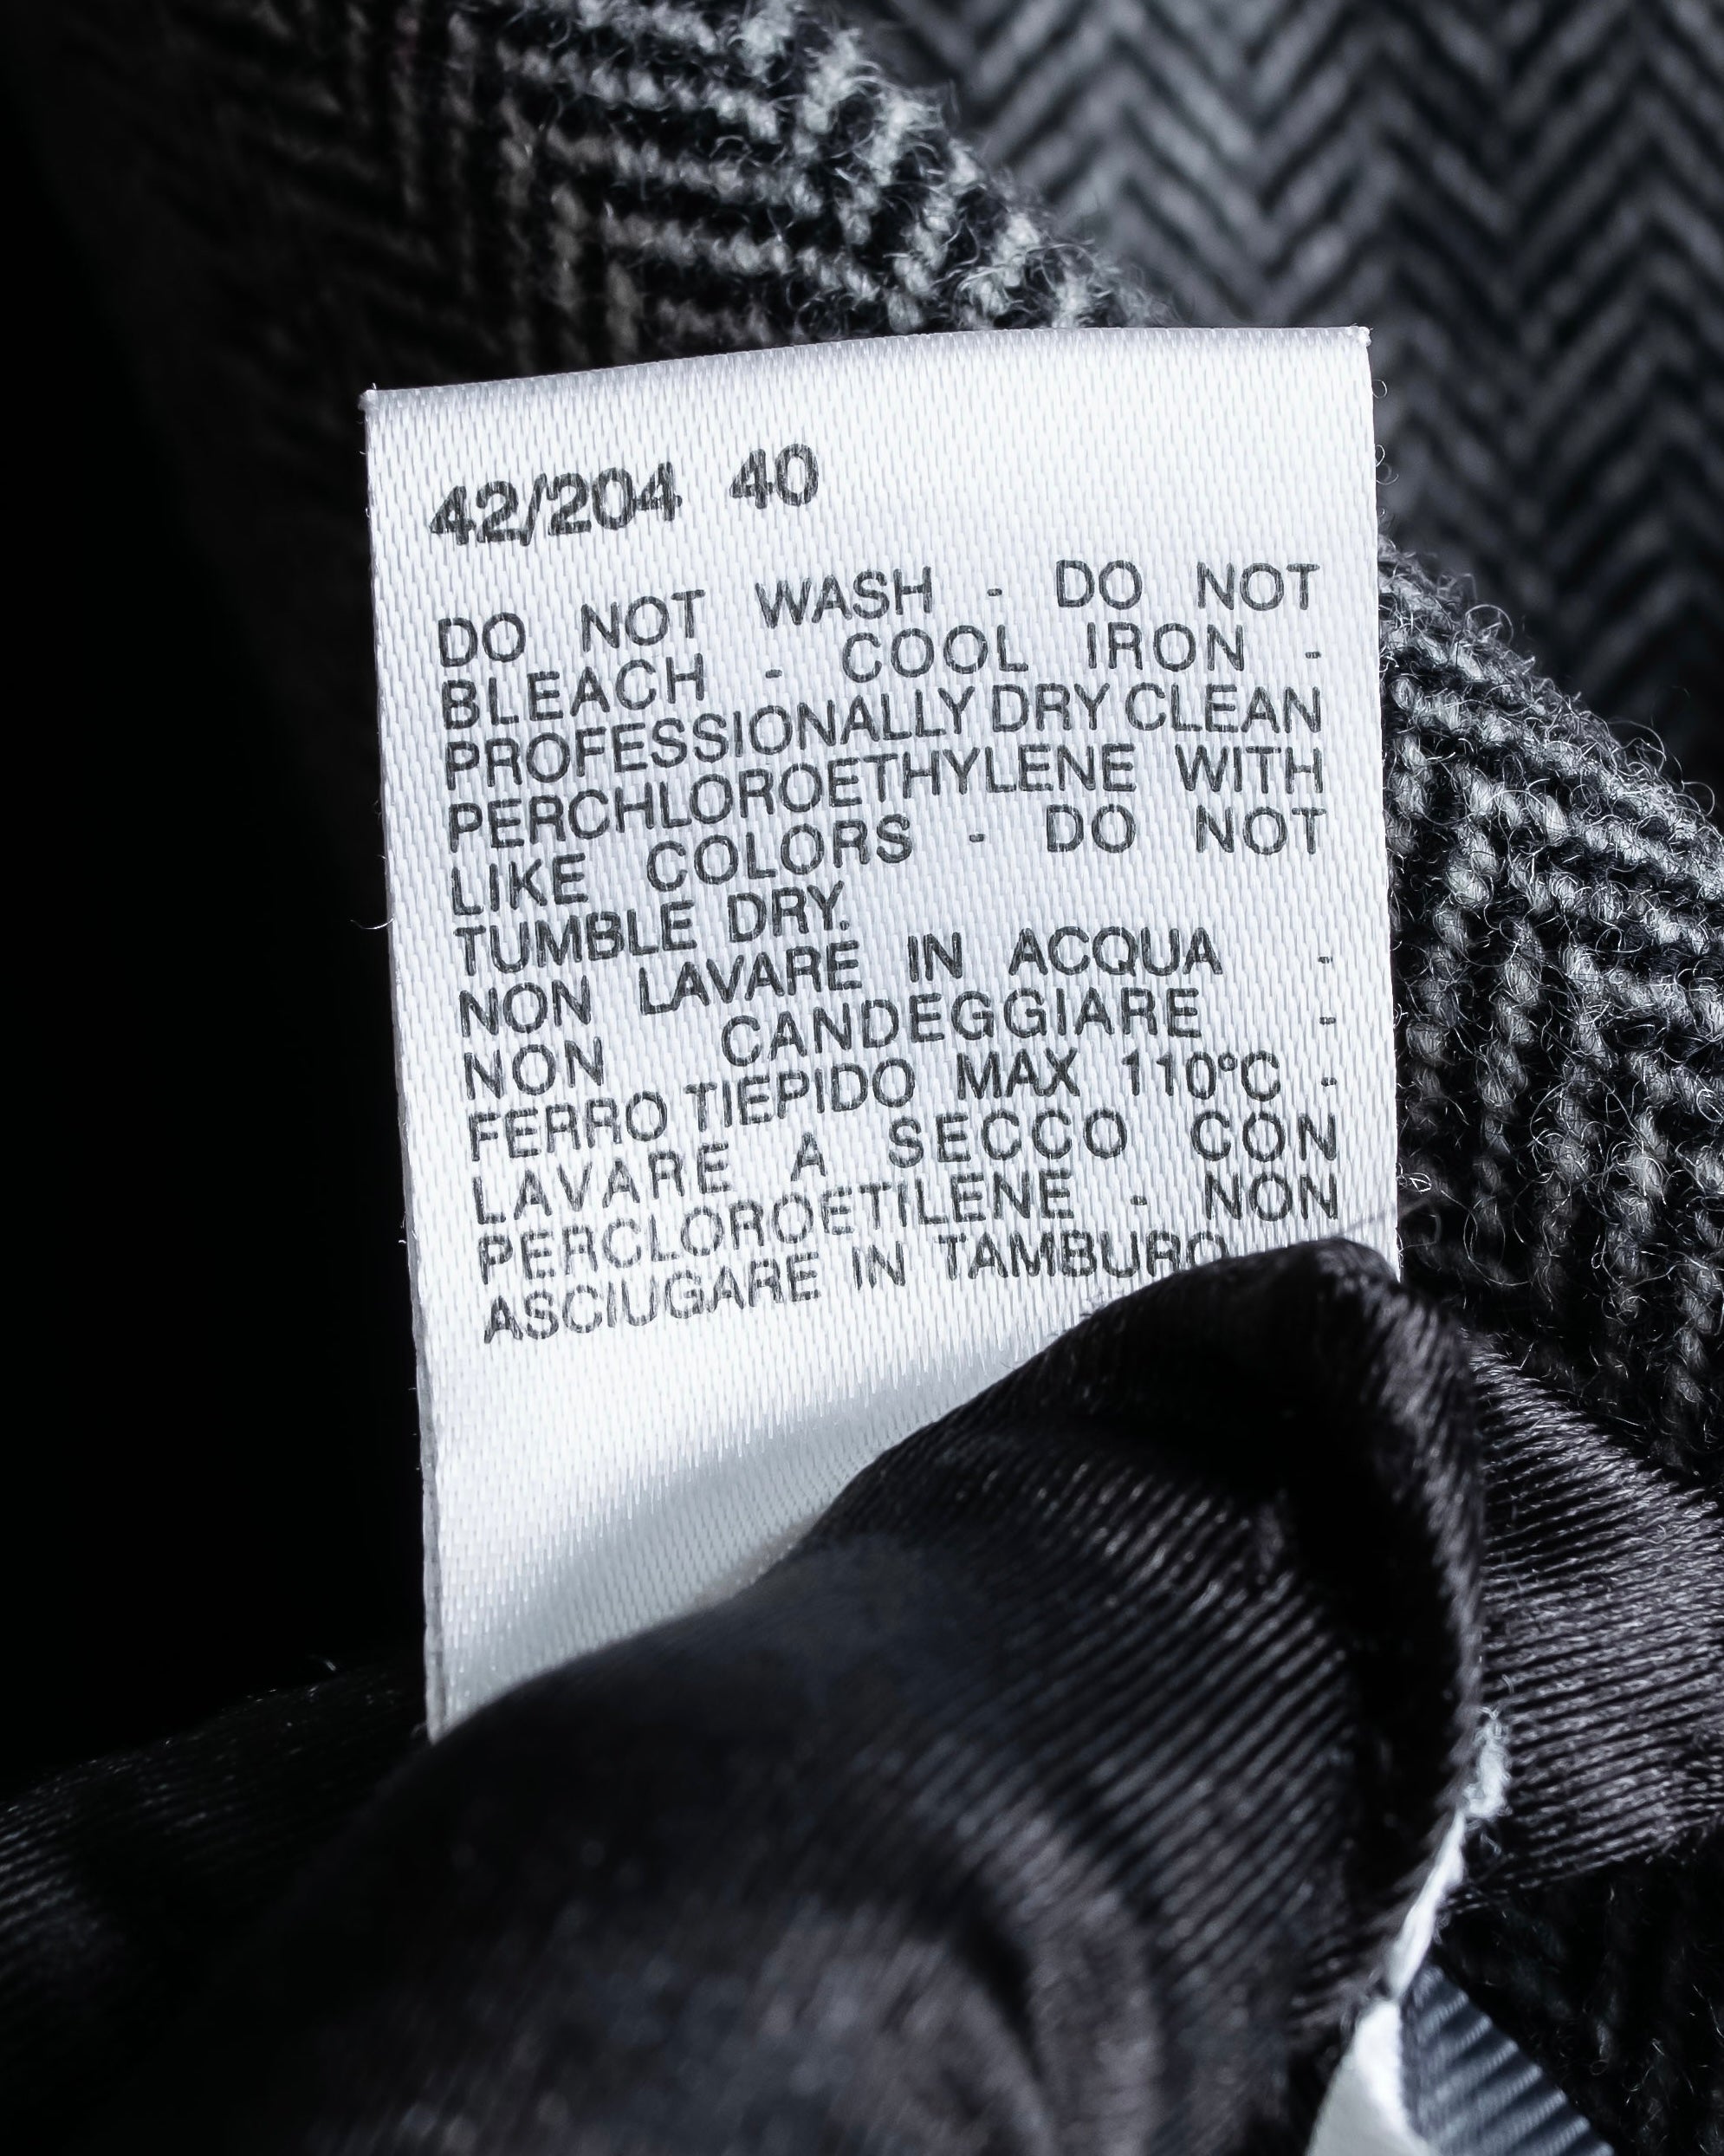 42/204 40
DO NOT WASH - DO NOT
BLEACH - COOL IRON -
PROFESSIONALLY DRY CLEAN
PERCHLOROETHYLENE WITH
LIKE COLORS - DO NOT
TUMBLE DRY.
NON LAVARE IN ACQUA -
NON CANDEGGIARE -
FERRO TIEPIDO MAX 110°C -
LAVARE A SECCO CON
PERCLOROETILENE - NON
ASCIUGARE IN TAMBURO